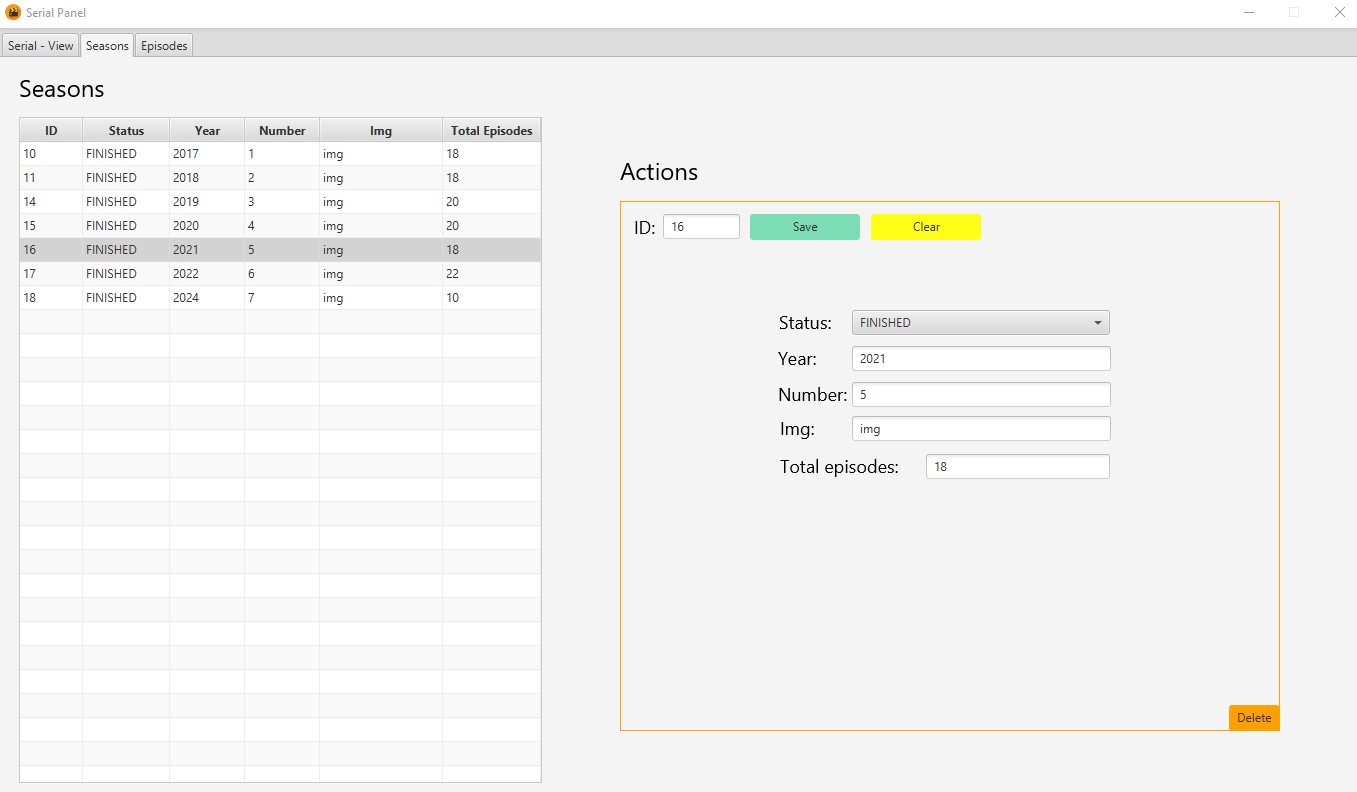 Serial Panel
Serial - View Seasons Episodes
Seasons
ID Status Year Number Img Total Episodes
10 FINISHED 2017 1 img 18
11 FINISHED 2018 2 img 18
14 FINISHED 2019 3 img 20
15 FINISHED 2020 4 img 20
16 FINISHED 2021 5 img 18
17 FINISHED 2022 6 img 22
18 FINISHED 2024 7 img 10
Actions
ID: 16 Save Clear
Status: FINISHED
Year: 2021
Number: 5
Img: img
Total episodes: 18
Delete